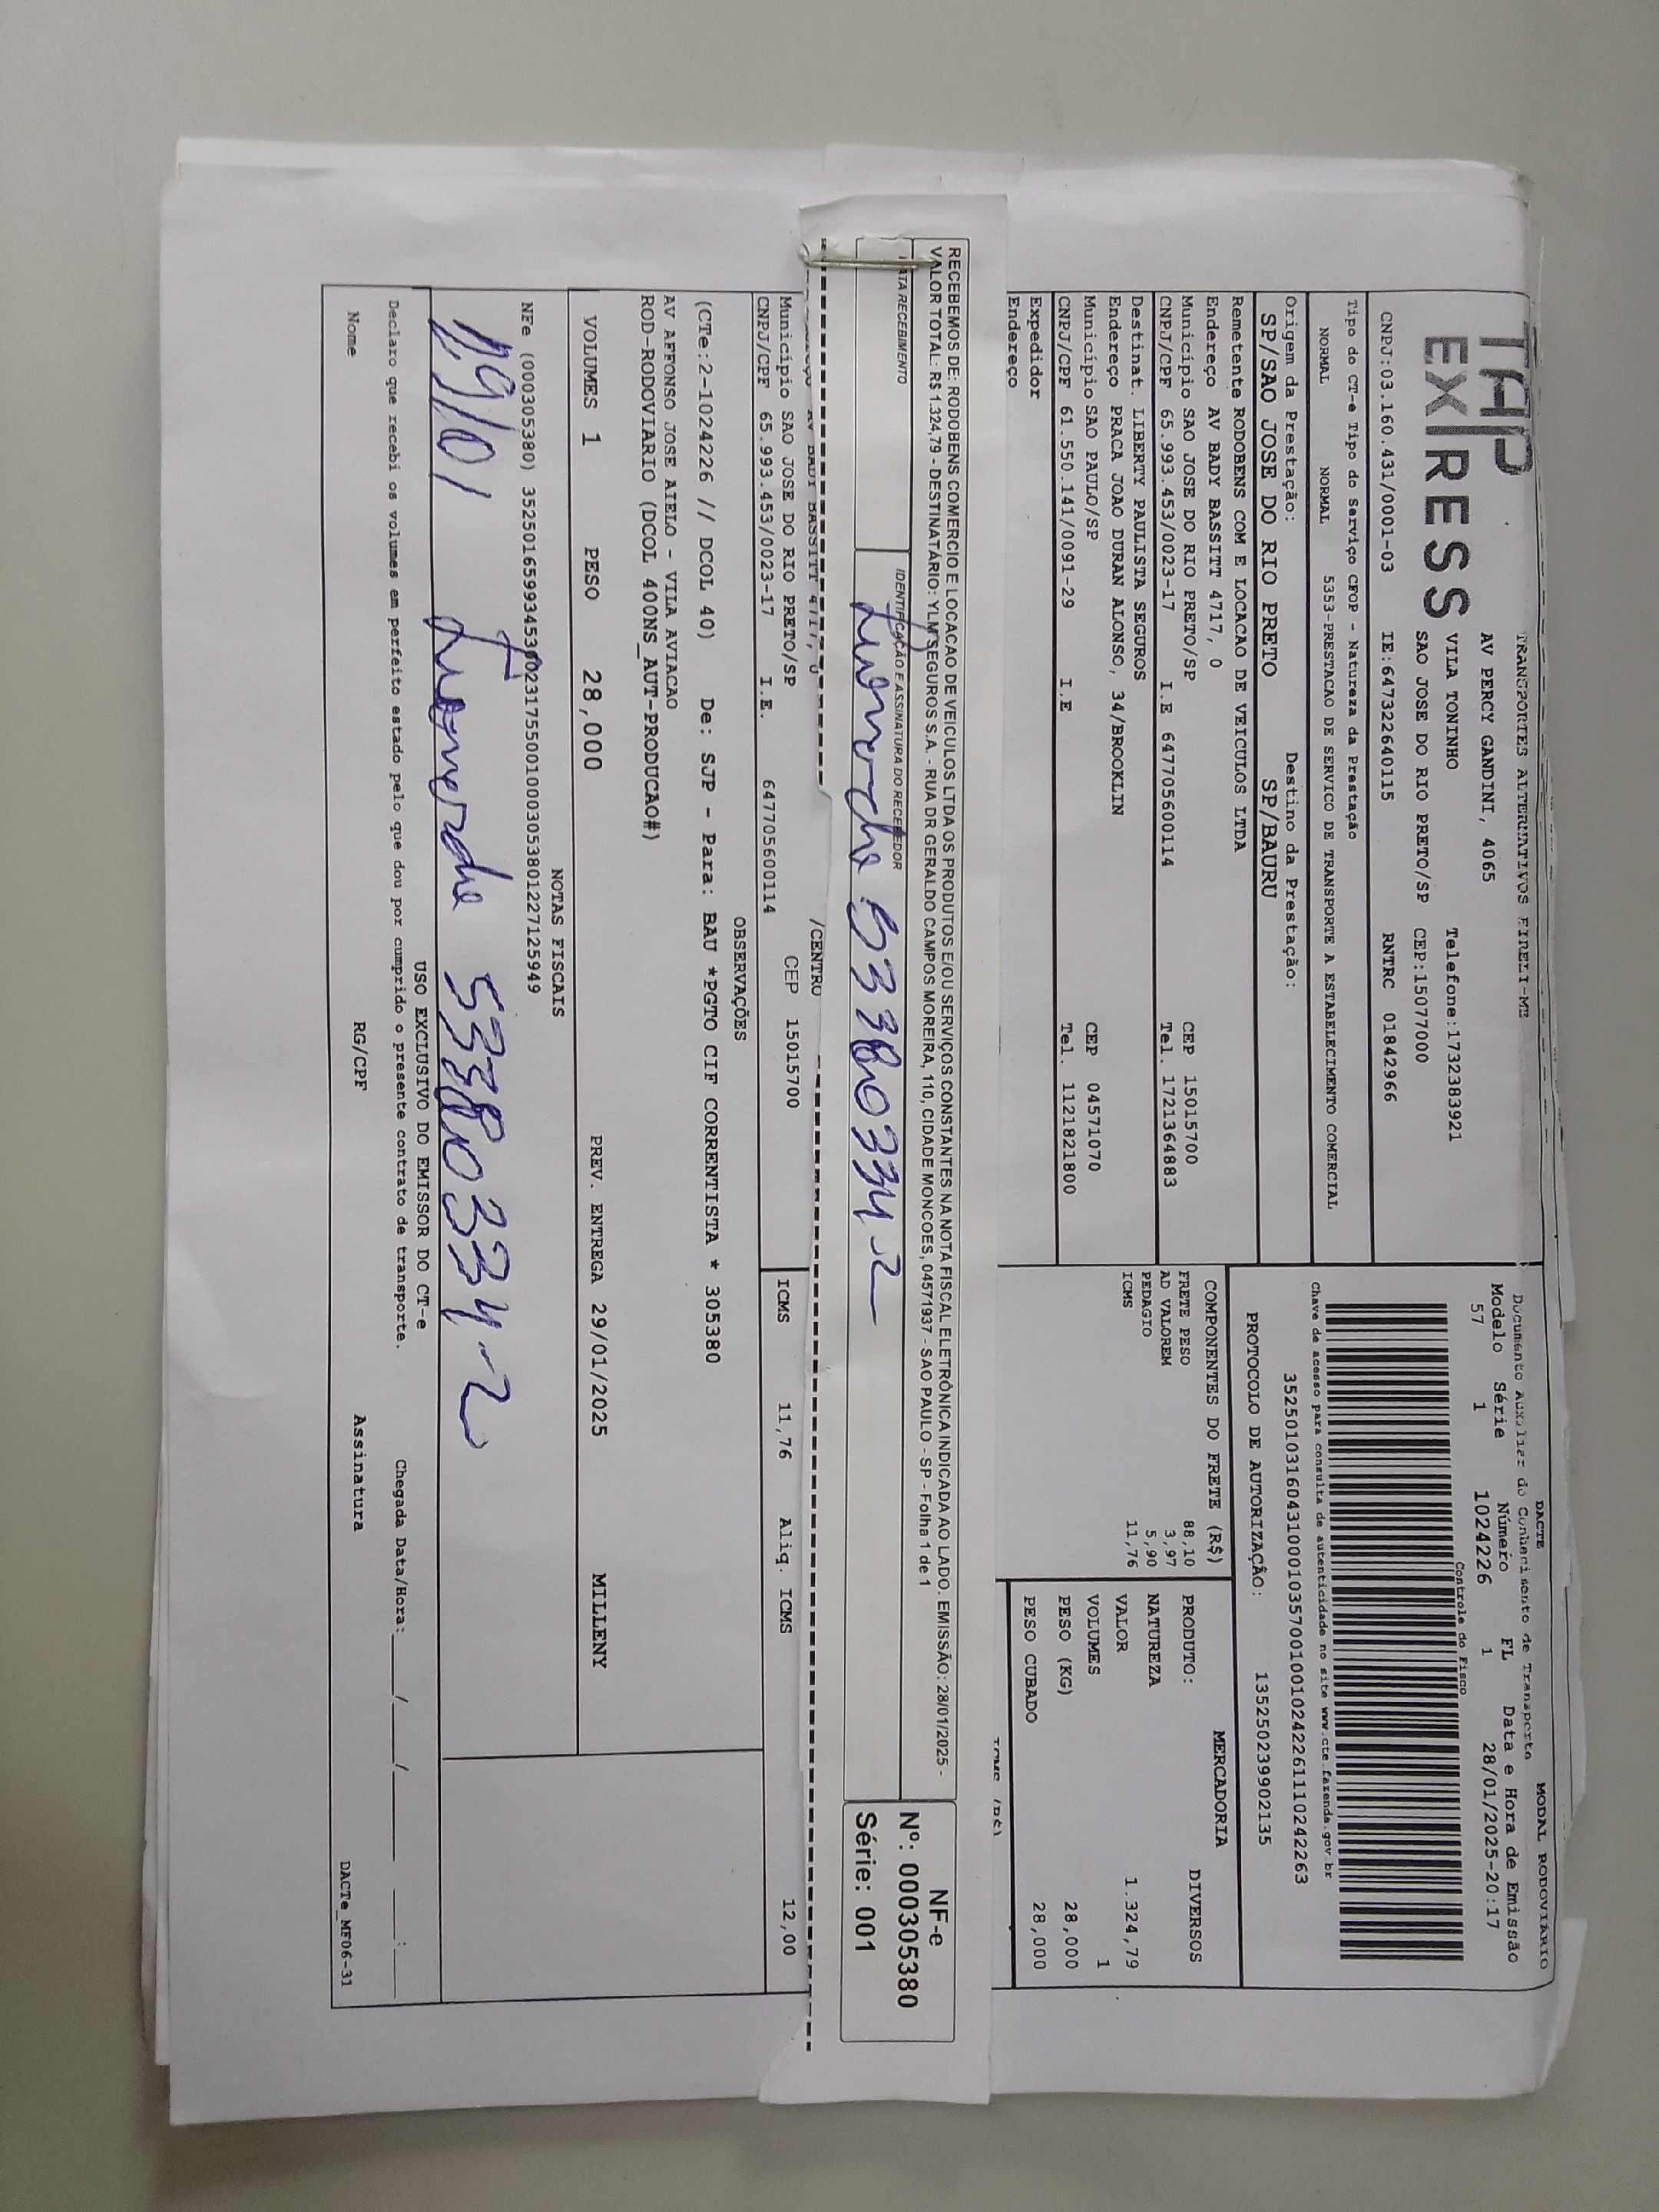 TAP
EXPRESS
TRANSPORTES ALTERNATIVOS EIRELI-ME
AV PERCY GANDINI, 4065
VILA TONINHO Telefone:1732383921
SAO JOSE DO RIO PRETO/SP CEP:15077000
CNPJ:03.160.431/0001-03 IE:647322640115 RNTRC 01842966
Tipo do CT-e Tipo do Serviço CFOP - Natureza da Prestação
NORMAL NORMAL 5353-PRESTACAO DE SERVICO DE TRANSPORTE A ESTABELECIMENTO COMERCIAL
Origem da Prestação: Destino da Prestação:
SP/SAO JOSE DO RIO PRETO SP/BAURU
DACTE MODAL RODOVIÁRIO
Documento Auxiliar do Conhecimento de Transporte
Modelo Série Número FL Data e Hora de Emissão
57 1 1024226 1 28/01/2025-20:17
Controle do Fisco
Chave de acesso para consulta de autenticidade no site www.cte.fazenda.gov.br
35250103160431000103570010010242261110242263
PROTOCOLO DE AUTORIZAÇÃO: 135250239902135
Remetente RODOBENS COM E LOCACAO DE VEICULOS LTDA
Endereço AV BADY BASSITT 4717, 0
Município SAO JOSE DO RIO PRETO/SP CEP 15015700
CNPJ/CPF 65.993.453/0023-17 I.E 647705600114 Tel. 1721364883
Destinat. LIBERTY PAULISTA SEGUROS
Endereço PRACA JOAO DURAN ALONSO, 34/BROOKLIN
Município SAO PAULO/SP CEP 04571070
CNPJ/CPF 61.550.141/0091-29 I.E Tel. 1121821800
Expedidor
Endereço
COMPONENTES DO FRETE (R$)
FRETE PESO 88,10
AD VALOREM 3,97
PEDAGIO 5,90
ICMS 11,76
MERCADORIA
PRODUTO: DIVERSOS
NATUREZA
VALOR 1.324,79
VOLUMES 1
PESO (KG) 28,000
PESO CUBADO 28,000
RECEBEMOS DE: RODOBENS COMERCIO E LOCACAO DE VEICULOS LTDA OS PRODUTOS E/OU SERVIÇOS CONSTANTES NA NOTA FISCAL ELETRÔNICA INDICADA AO LADO. EMISSÃO: 28/01/2025 -
VALOR TOTAL: R$ 1.324,79 - DESTINATÁRIO: YLM SEGUROS S.A. - RUA DR GERALDO CAMPOS MOREIRA, 110, CIDADE MONCOES, 04571937 - SAO PAULO - SP - Folha 1 de 1
DATA RECEBIMENTO IDENTIFICAÇÃO E ASSINATURA DO RECEBEDOR
533803342
NF-e
Nº: 000305380
Série: 001
/CENTRO
Município SAO JOSE DO RIO PRETO/SP CEP 15015700
CNPJ/CPF 65.993.453/0023-17 I.E. 647705600114
ICMS 11,76 Aliq. ICMS 12,00
OBSERVAÇÕES
(CTe:2-1024226 // DCOL 40) De: SJP - Para: BAU *PGTO CIF CORRENTISTA * 305380
AV AFFONSO JOSE AIELO - VILA AVIACAO
ROD-RODOVIARIO (DCOL 400NS_AUT-PRODUCAO#)
VOLUMES 1 PESO 28,000 PREV. ENTREGA 29/01/2025 MILLENY
NOTAS FISCAIS
NFe (000305380) 35250165993453002317550010003053801227125949
USO EXCLUSIVO DO EMISSOR DO CT-e
Declaro que recebi os volumes em perfeito estado pelo que dou por cumprido o presente contrato de transporte. Chegada Data/Hora: ____/____/____ ____:____
Nome RG/CPF Assinatura DACTe_MF06-31